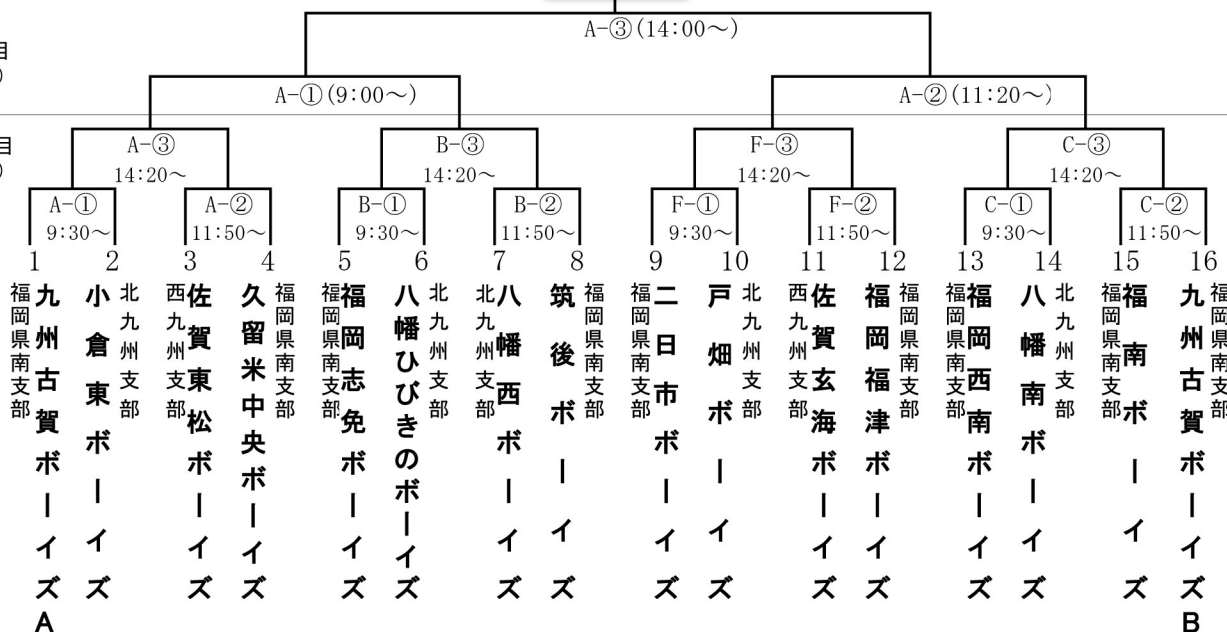 A-③(14:00～)
目
)
A-①(9:00～)
A-②(11:20～)
目
)
A-③
14:20～
B-③
14:20～
F-③
14:20～
C-③
14:20～
A-①
9:30～
A-②
11:50～
B-①
9:30～
B-②
11:50～
F-①
9:30～
F-②
11:50～
C-①
9:30～
C-②
11:50～
1
福岡県南支部
九州古賀ボーイズ
A
2
小倉東ボーイズ
北九州支部
3
西九州支部
佐賀東松ボーイズ
4
久留米中央ボーイズ
福岡県南支部
5
福岡県南支部
福岡志免ボーイズ
6
八幡ひびきのボーイズ
北九州支部
7
北九州支部
八幡西ボーイズ
8
筑後ボーイズ
福岡県南支部
9
福岡県南支部
二日市ボーイズ
10
戸畑ボーイズ
北九州支部
11
西九州支部
佐賀玄海ボーイズ
12
福岡福津ボーイズ
福岡県南支部
13
福岡県南支部
福岡西南ボーイズ
14
八幡南ボーイズ
北九州支部
15
福岡県南支部
福南ボーイズ
16
九州古賀ボーイズ
B
福岡県南支部